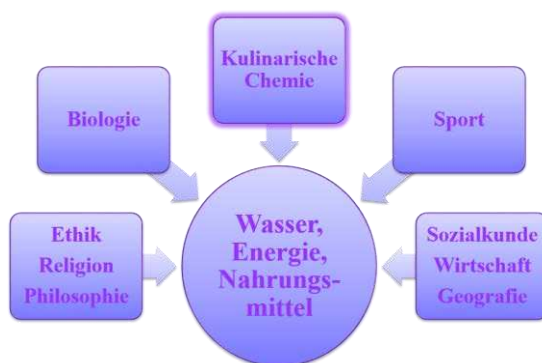 Kulinarische
Chemie
Biologie
Sport
Ethik
Religion
Philosophie
Wasser,
Energie,
Nahrungs-
mittel
Sozialkunde
Wirtschaft
Geografie